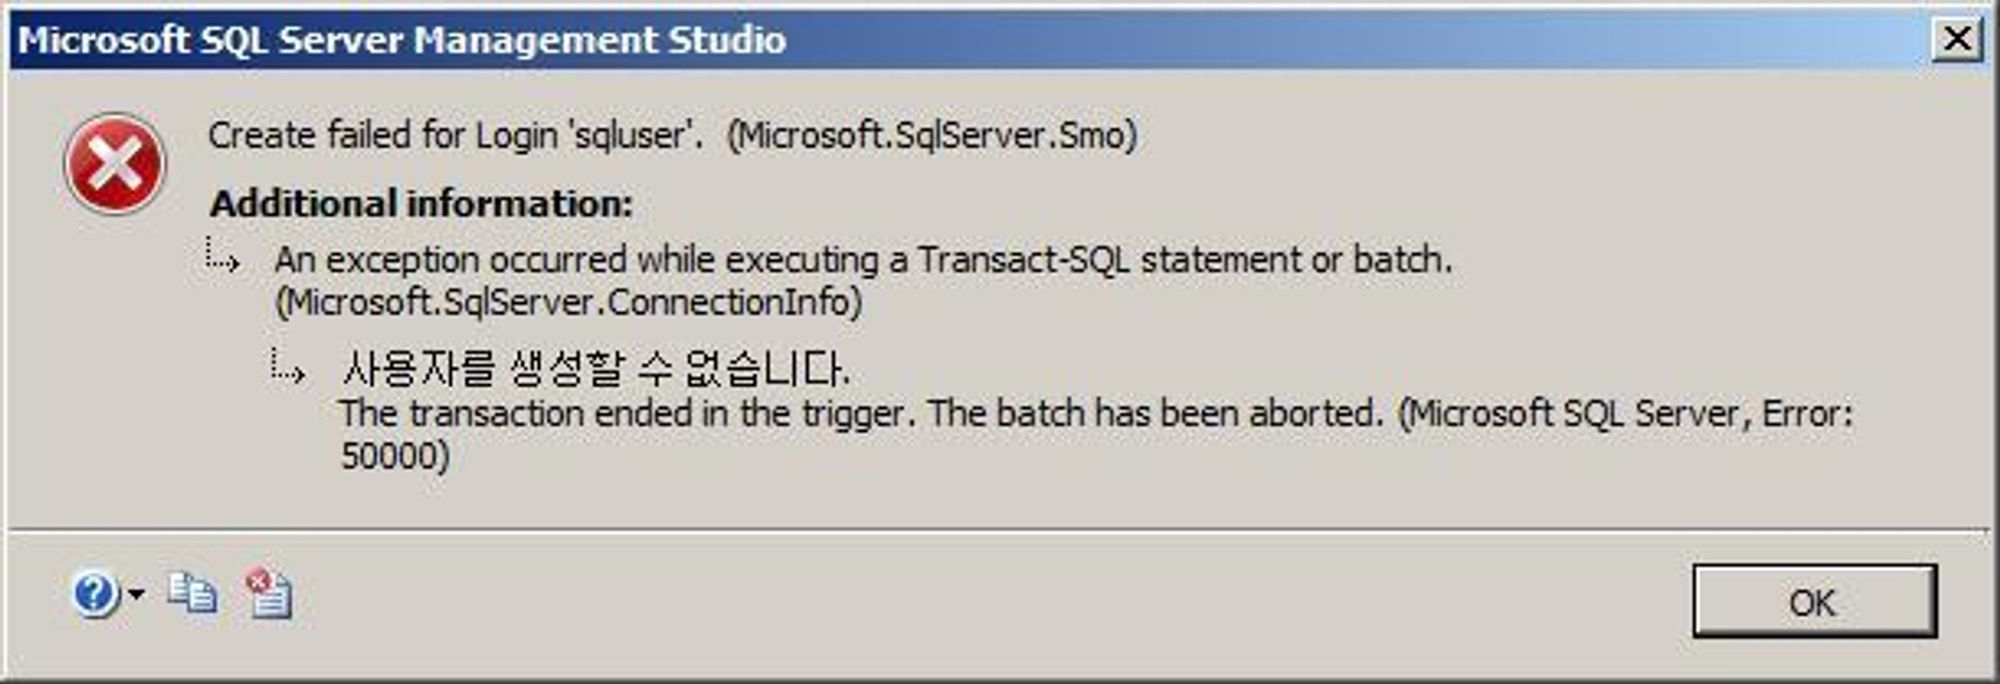 Microsoft SQL Server Management Studio
Create failed for Login 'sqluser'. (Microsoft.SqlServer.Smo)
Additional information:
An exception occurred while executing a Transact-SQL statement or batch.
(Microsoft.SqlServer.ConnectionInfo)
사용자를 생성할 수 없습니다.
The transaction ended in the trigger. The batch has been aborted. (Microsoft SQL Server, Error:
50000)
OK